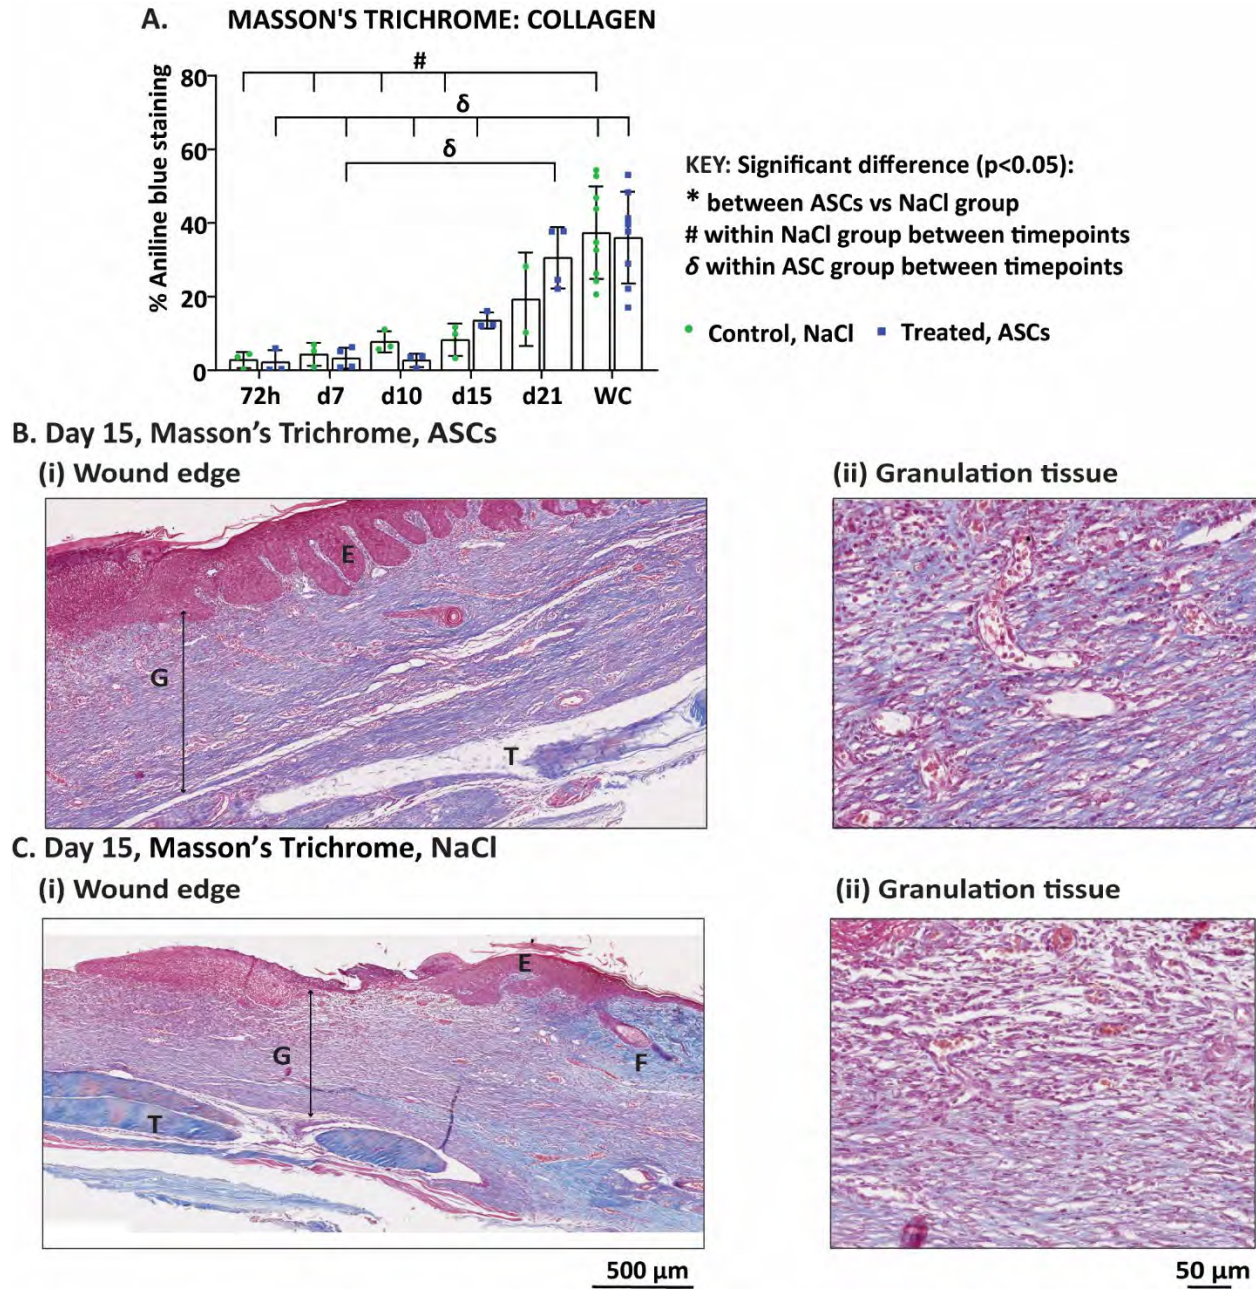 A. MASSON'S TRICHROME: COLLAGEN
% Aniline blue staining
80
60
40
20
0
#
δ
δ
72h d7 d10 d15 d21 WC
KEY: Significant difference (p<0.05):
* between ASCs vs NaCl group
# within NaCl group between timepoints
δ within ASC group between timepoints
Control, NaCl Treated, ASCs
B. Day 15, Masson's Trichrome, ASCs
(i) Wound edge (ii) Granulation tissue
E
G
T
C. Day 15, Masson's Trichrome, NaCl
(i) Wound edge (ii) Granulation tissue
E
G
F
T
500 µm 50 µm